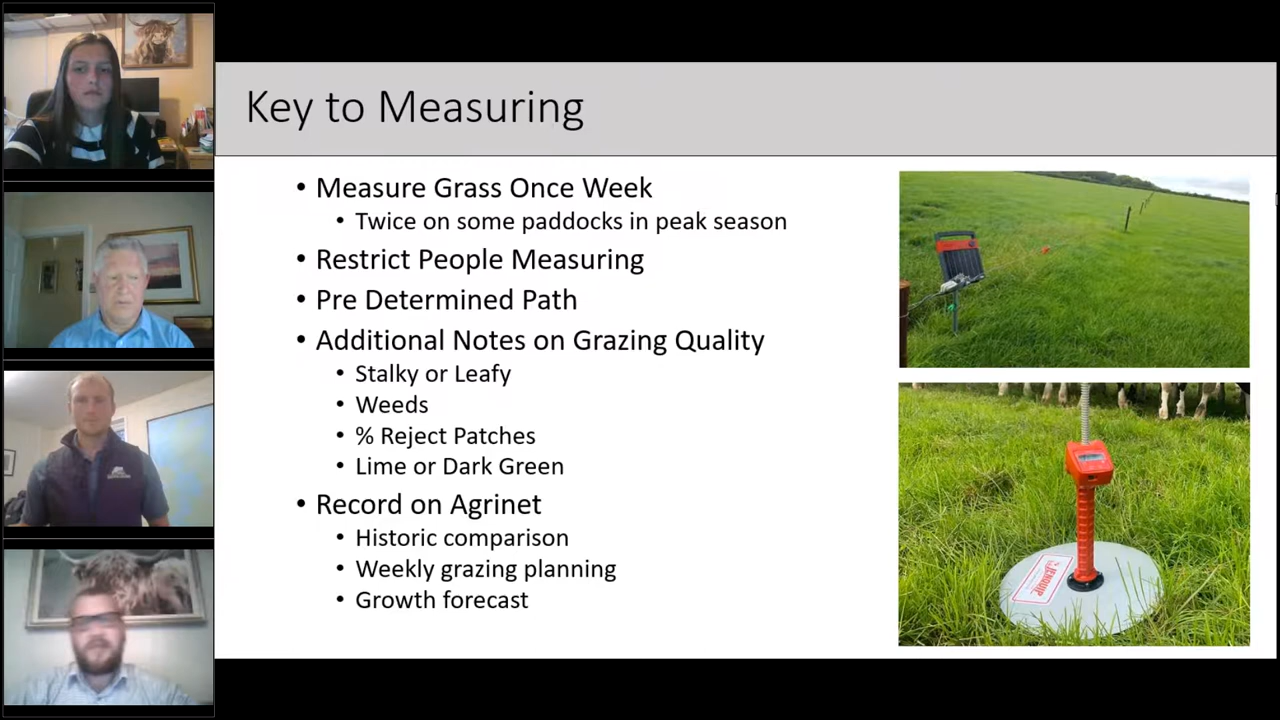 Key to Measuring
• Measure Grass Once Week
• Twice on some paddocks in peak season
• Restrict People Measuring
• Pre Determined Path
• Additional Notes on Grazing Quality
• Stalky or Leafy
• Weeds
• % Reject Patches
• Lime or Dark Green
• Record on Agrinet
• Historic comparison
• Weekly grazing planning
• Growth forecast
JENQUIP